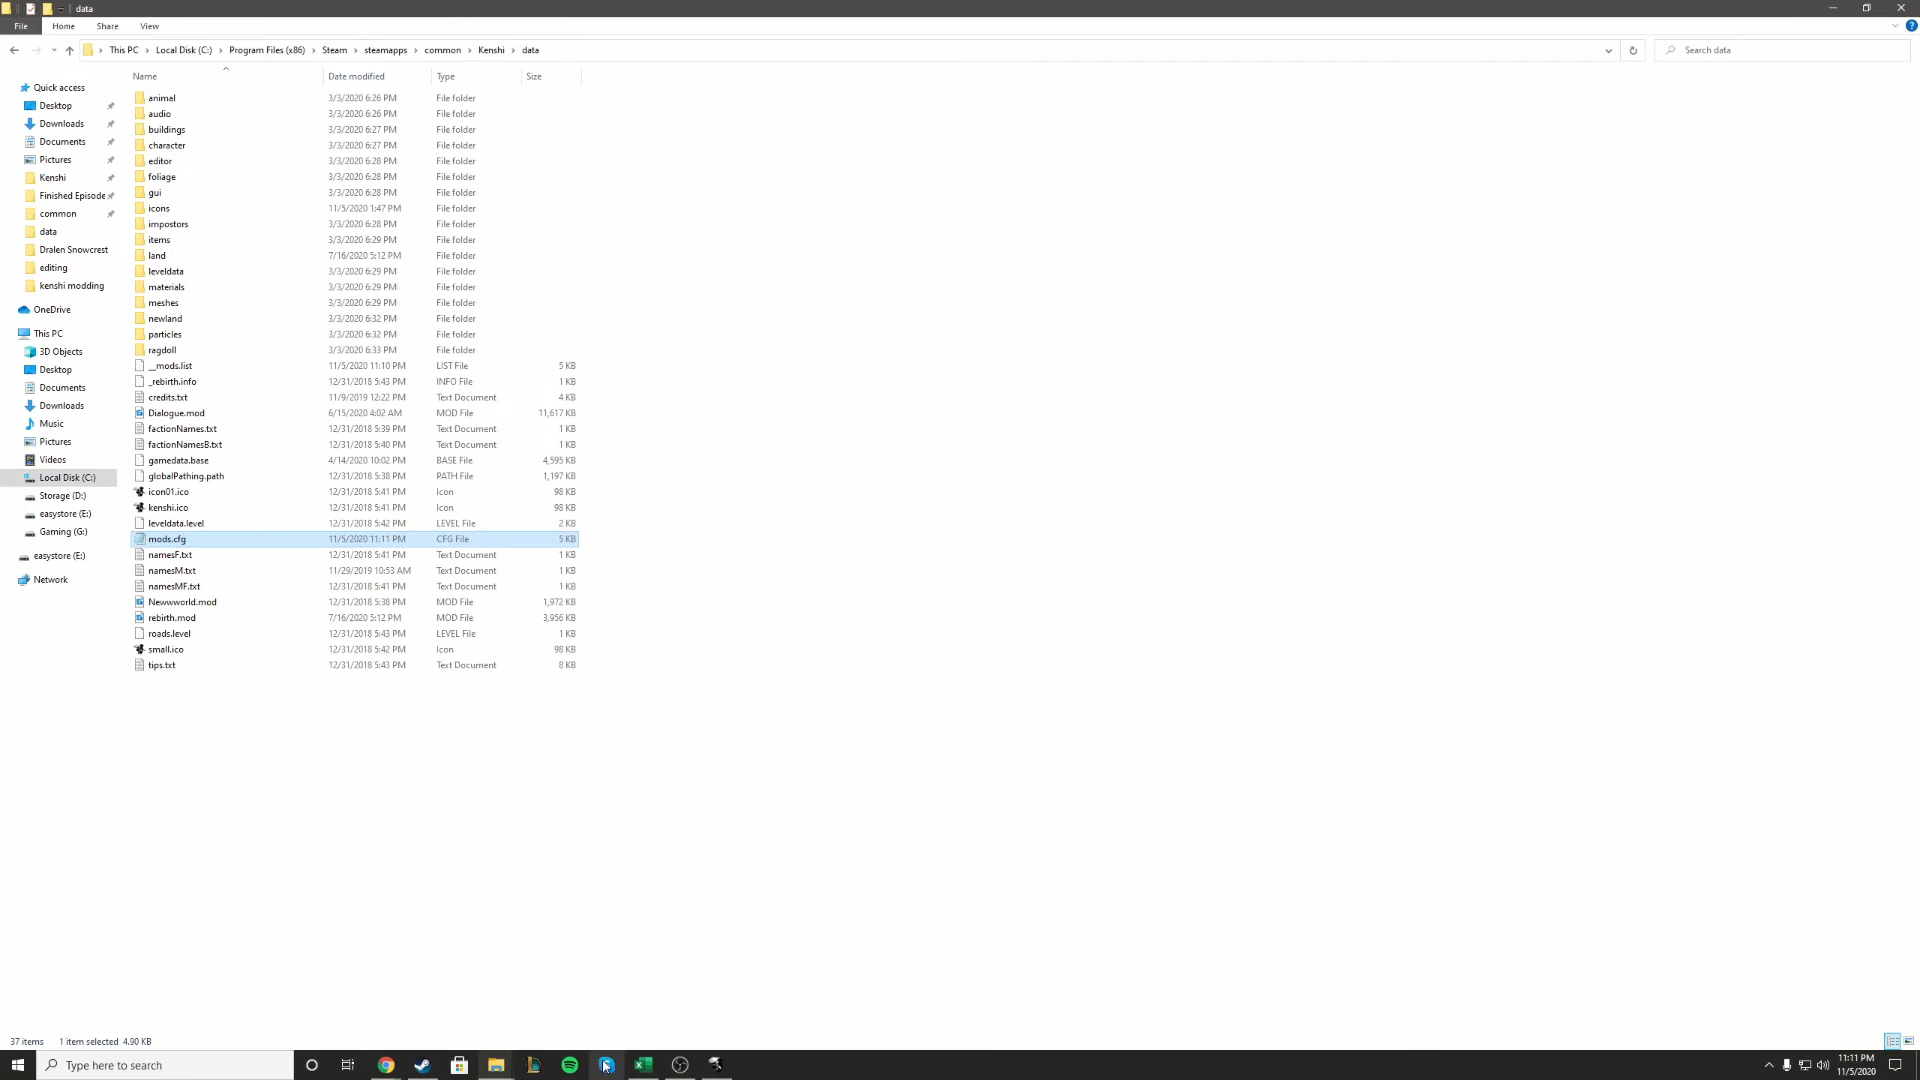 data
File Home Share View
This PC Local Disk (C:) Program Files (x86) Steam steamapps common Kenshi data Search data
Name Date modified Type Size
Quick access
Desktop
Downloads
Documents
Pictures
Kenshi
Finished Episode
common
data
Dralen Snowcrest
editing
kenshi modding
OneDrive
This PC
3D Objects
Desktop
Documents
Downloads
Music
Pictures
Videos
Local Disk (C:)
Storage (D:)
easystore (E:)
Gaming (G:)
easystore (E:)
Network
animal 3/3/2020 6:26 PM File folder
audio 3/3/2020 6:26 PM File folder
buildings 3/3/2020 6:27 PM File folder
character 3/3/2020 6:27 PM File folder
editor 3/3/2020 6:28 PM File folder
foliage 3/3/2020 6:28 PM File folder
gui 3/3/2020 6:28 PM File folder
icons 11/5/2020 1:47 PM File folder
impostors 3/3/2020 6:28 PM File folder
items 3/3/2020 6:29 PM File folder
land 7/16/2020 5:12 PM File folder
leveldata 3/3/2020 6:29 PM File folder
materials 3/3/2020 6:29 PM File folder
meshes 3/3/2020 6:29 PM File folder
newland 3/3/2020 6:32 PM File folder
particles 3/3/2020 6:32 PM File folder
ragdoll 3/3/2020 6:33 PM File folder
__mods.list 11/5/2020 11:10 PM LIST File 5 KB
_rebirth.info 12/31/2018 5:43 PM INFO File 1 KB
credits.txt 11/9/2019 12:22 PM Text Document 4 KB
Dialogue.mod 6/15/2020 4:02 AM MOD File 11,617 KB
factionNames.txt 12/31/2018 5:39 PM Text Document 1 KB
factionNamesB.txt 12/31/2018 5:40 PM Text Document 1 KB
gamedata.base 4/14/2020 10:02 PM BASE File 4,595 KB
globalPathing.path 12/31/2018 5:38 PM PATH File 1,197 KB
icon01.ico 12/31/2018 5:41 PM Icon 98 KB
kenshi.ico 12/31/2018 5:41 PM Icon 98 KB
leveldata.level 12/31/2018 5:42 PM LEVEL File 2 KB
mods.cfg 11/5/2020 11:11 PM CFG File 5 KB
namesF.txt 12/31/2018 5:41 PM Text Document 1 KB
namesM.txt 11/29/2019 10:53 AM Text Document 1 KB
namesMF.txt 12/31/2018 5:41 PM Text Document 1 KB
Newwworld.mod 12/31/2018 5:38 PM MOD File 1,972 KB
rebirth.mod 7/16/2020 5:12 PM MOD File 3,956 KB
roads.level 12/31/2018 5:43 PM LEVEL File 1 KB
small.ico 12/31/2018 5:42 PM Icon 98 KB
tips.txt 12/31/2018 5:43 PM Text Document 8 KB
37 items 1 item selected 4.90 KB
Type here to search
11:11 PM
11/5/2020